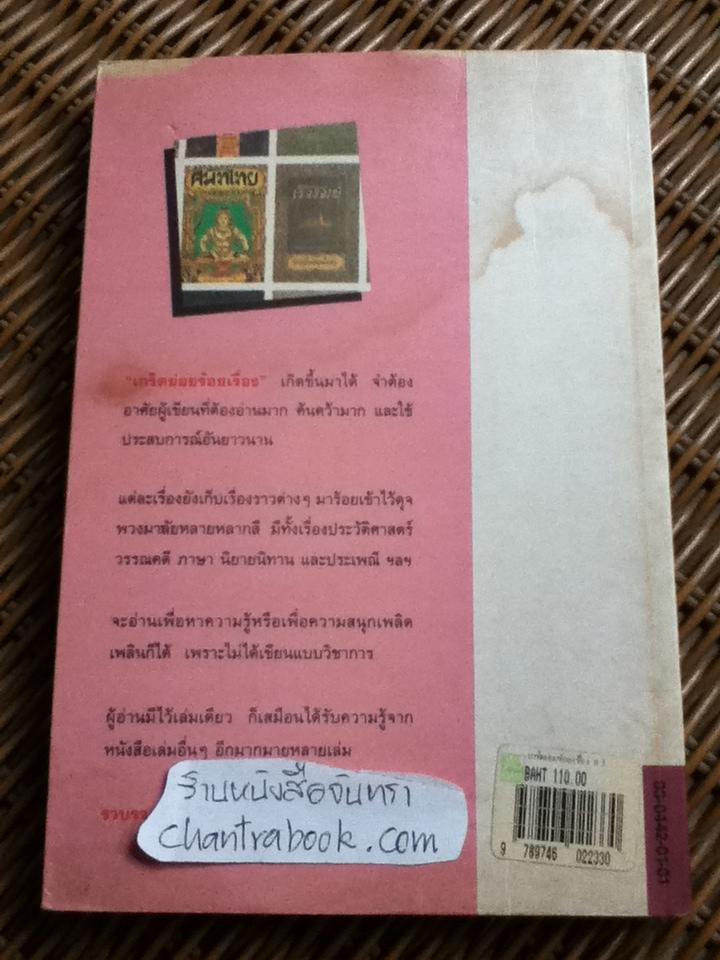 ศิลปไทย
"เกร็ดย่อยร้อยเรื่อง" เกิดขึ้นมาได้ จำต้อง
อาศัยผู้เขียนที่ต้องอ่านมาก ค้นคว้ามาก และใช้
ประสบการณ์อันยาวนาน
แต่ละเรื่องยังเก็บเรื่องราวต่างๆ มาร้อยเข้าไว้ดุจ
พวงมาลัยหลายหลากสี มีทั้งเรื่องประวัติศาสตร์
วรรณคดี ภาษา นิยายนิทาน และประเพณี ฯลฯ
จะอ่านเพื่อหาความรู้หรือเพื่อความสนุกเพลิด
เพลินก็ได้ เพราะไม่ได้เขียนแบบวิชาการ
ผู้อ่านมีไว้เล่มเดียว ก็เสมือนได้รับความรู้จาก
หนังสือเล่มอื่นๆ อีกมากมายหลายเล่ม
ร้านหนังสือจันทรา
chantrabook.com
BAHT 110.00
9 789746 022330